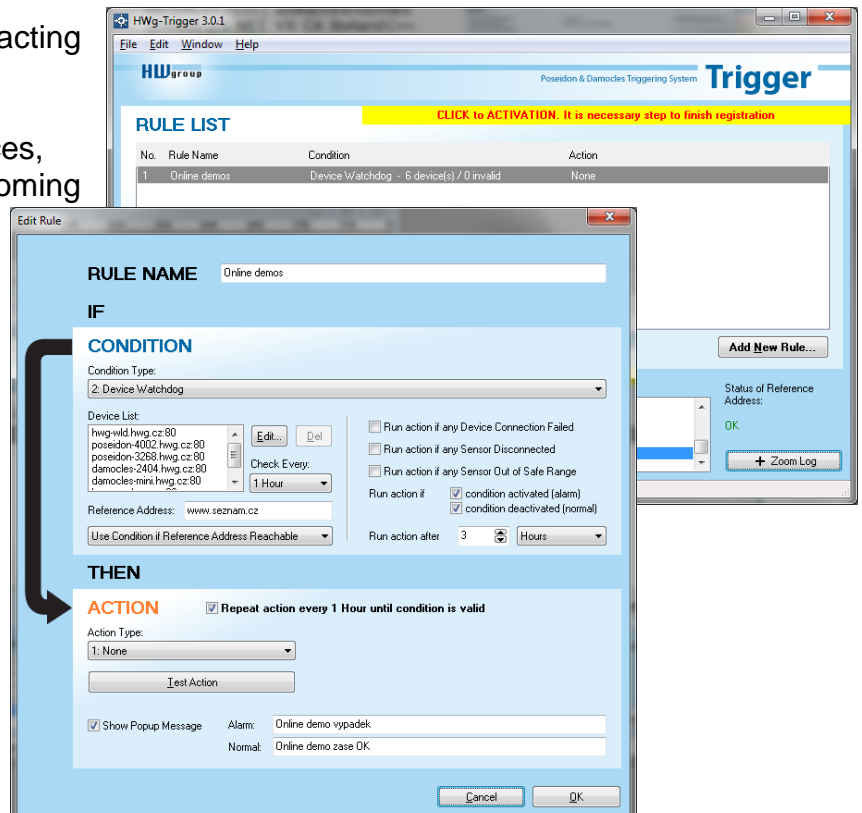 acting
ces,
oming
HWg-Trigger 3.0.1
File Edit Window Help
HWgroup
Poseidon & Damocles Triggering System Trigger
CLICK to ACTIVATION. It is necessary step to finish registration
RULE LIST
No. Rule Name Condition Action
1 Online demos Device Watchdog - 6 device(s) / 0 invalid None
Add New Rule...
Status of Reference
Address:
OK
+ Zoom Log
Edit Rule
RULE NAME Online demos
IF
CONDITION
Condition Type:
2: Device Watchdog
Device List:
hwg-wld.hwg.cz:80
poseidon-4002.hwg.cz:80
poseidon-3268.hwg.cz:80
damocles-2404.hwg.cz:80
damocles-mini.hwg.cz:80
Edit... Del
Check Every:
1 Hour
Reference Address: www.seznam.cz
Use Condition if Reference Address Reachable
Run action if any Device Connection Failed
Run action if any Sensor Disconnected
Run action if any Sensor Out of Safe Range
Run action if condition activated (alarm)
condition deactivated (normal)
Run action after 3 Hours
THEN
ACTION Repeat action every 1 Hour until condition is valid
Action Type:
1: None
Test Action
Show Popup Message Alarm: Online demo vypadek
Normal: Online demo zase OK
Cancel OK